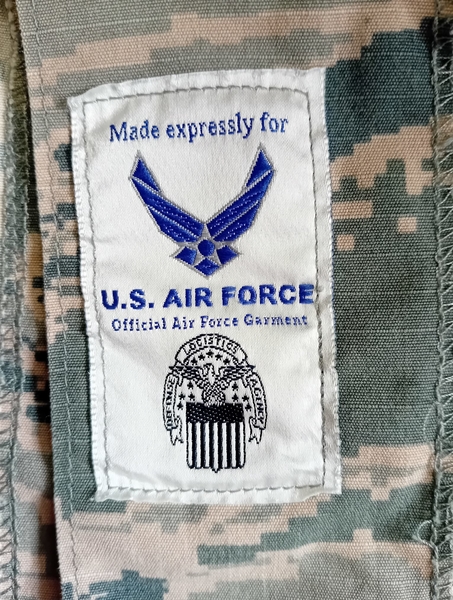 Made expressly for
U.S. AIR FORCE
Official Air Force Garment
LOGISTICS
DEFENSE
AGENCY